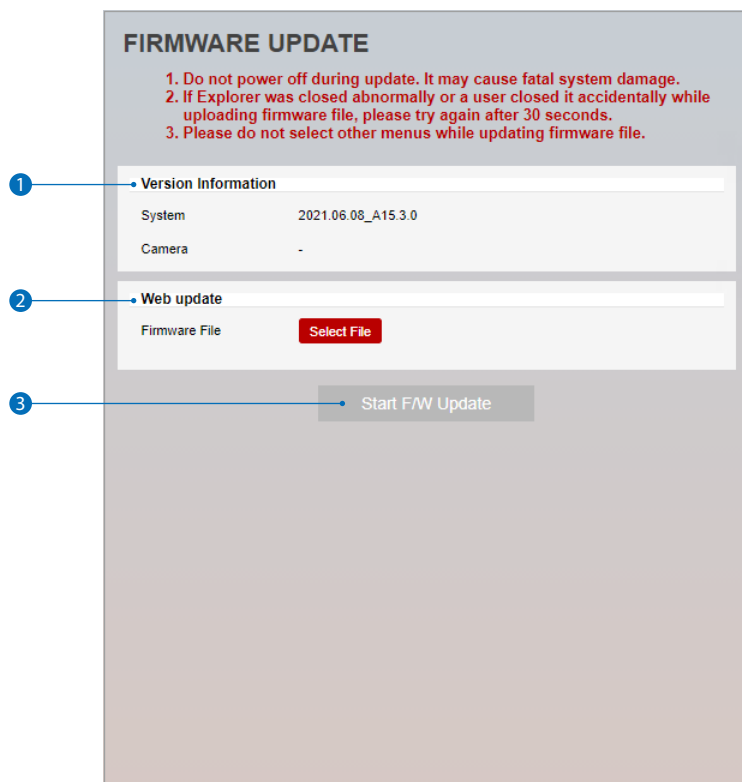 FIRMWARE UPDATE
1. Do not power off during update. It may cause fatal system damage.
2. If Explorer was closed abnormally or a user closed it accidentally while
uploading firmware file, please try again after 30 seconds.
3. Please do not select other menus while updating firmware file.
1
Version Information
System 2021.06.08_A15.3.0
Camera -
2
Web update
Firmware File Select File
3
Start F/W Update